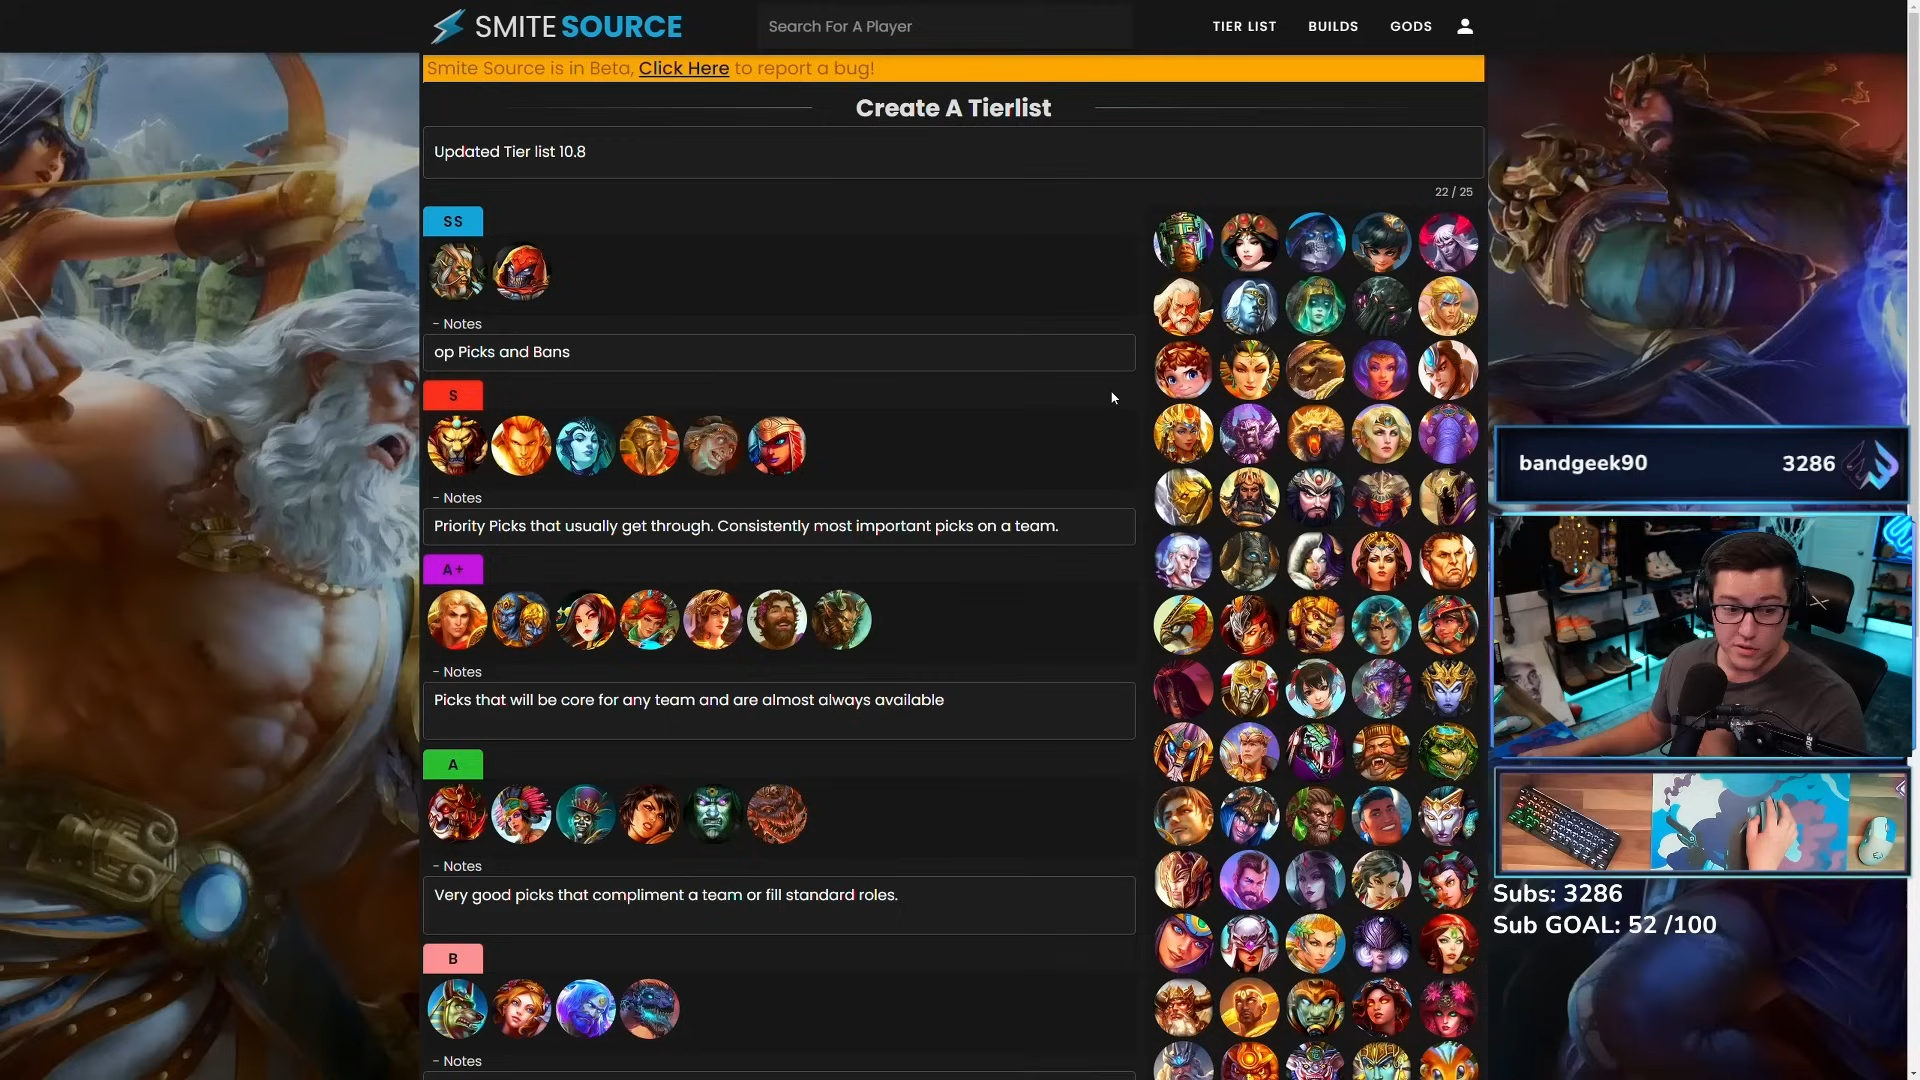 SMITE SOURCE
Search For A Player
TIER LIST
BUILDS
GODS
Smite Source is in Beta, Click Here to report a bug!
Create A Tierlist
Updated Tier list 10.8
22 / 25
SS
- Notes
op Picks and Bans
S
- Notes
Priority Picks that usually get through. Consistently most important picks on a team.
A+
- Notes
Picks that will be core for any team and are almost always available
A
- Notes
Very good picks that compliment a team or fill standard roles.
B
- Notes
bandgeek90
3286
Subs: 3286
Sub GOAL: 52 /100